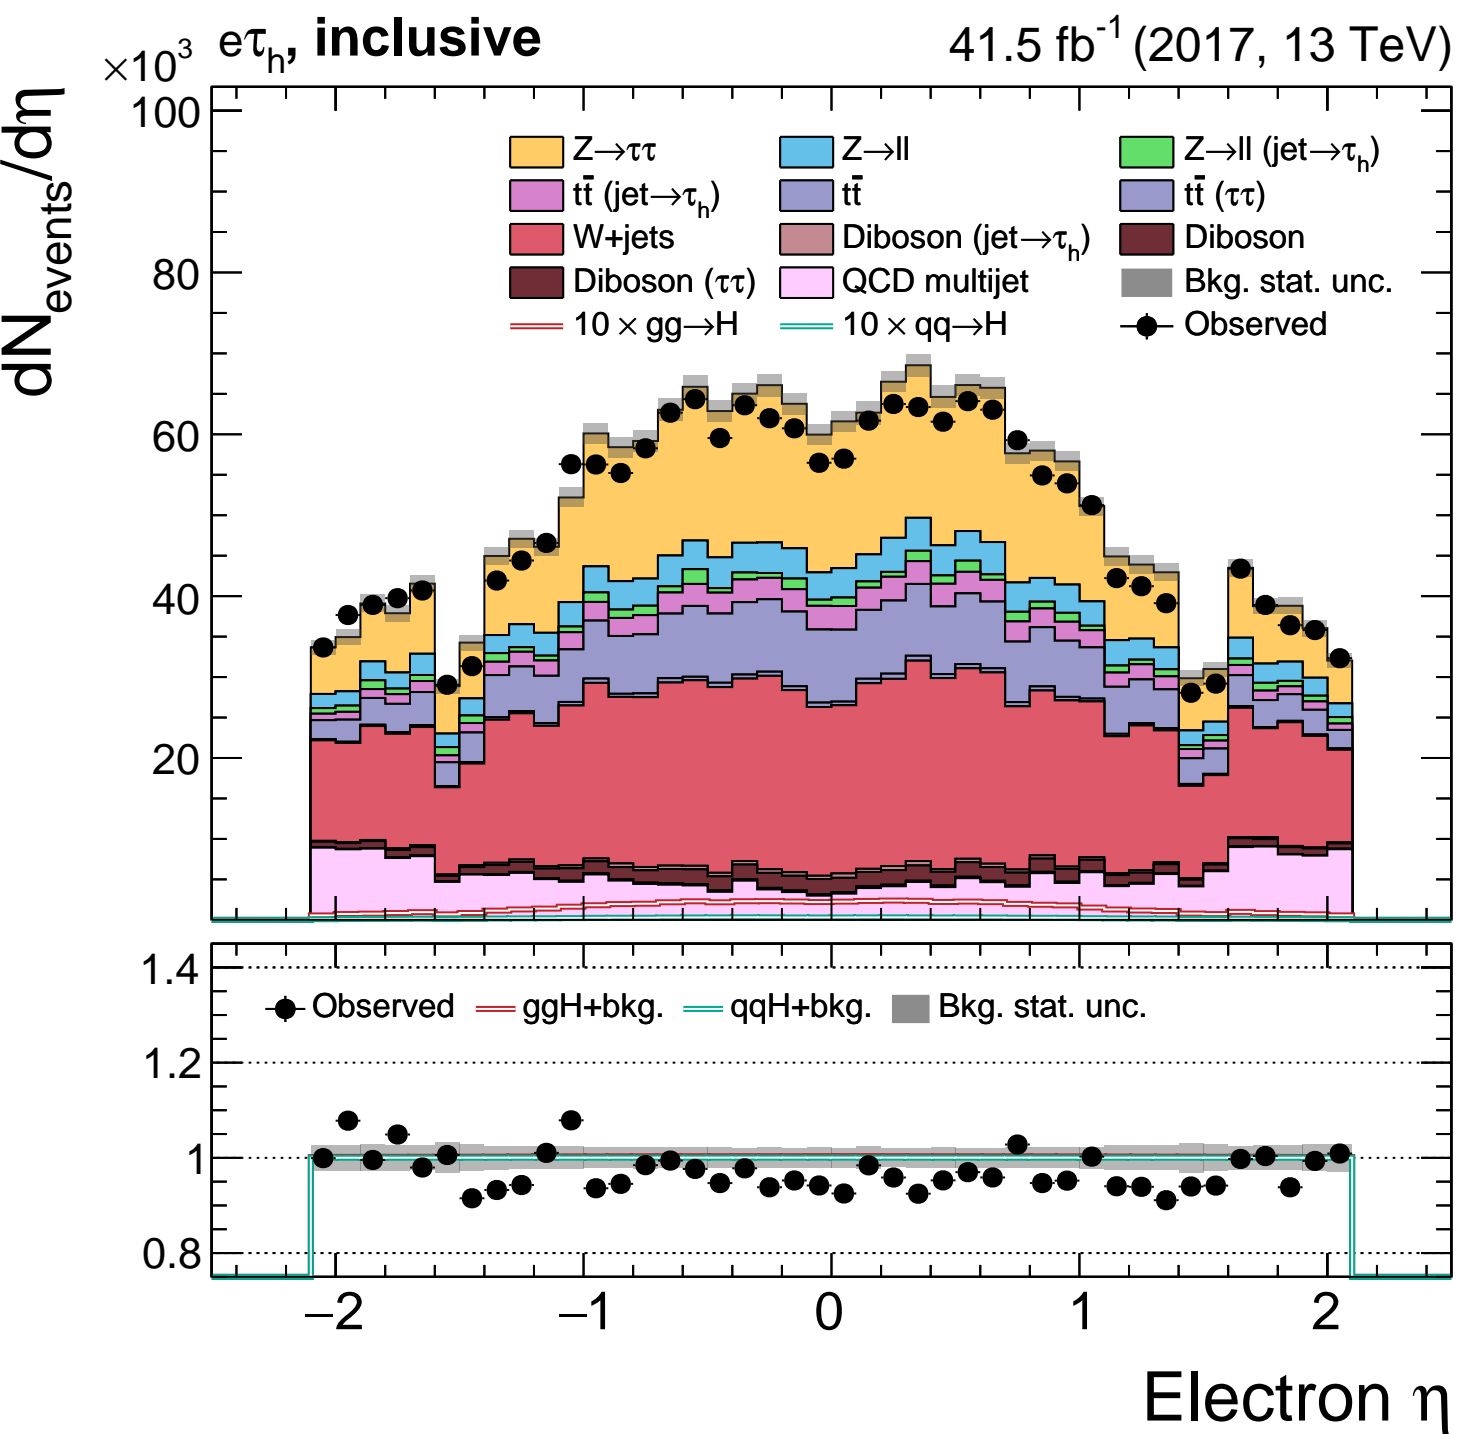 ×10³ eτₕ, inclusive 41.5 fb⁻¹ (2017, 13 TeV)
dN_events/dη
100
80
60
40
20
Z→ττ Z→ll Z→ll (jet→τₕ)
tt̄ (jet→τₕ) tt̄ tt̄ (ττ)
W+jets Diboson (jet→τₕ) Diboson
Diboson (ττ) QCD multijet Bkg. stat. unc.
10 × gg→H 10 × qq→H Observed
1.4
1.2
1
0.8
Observed ggH+bkg. qqH+bkg. Bkg. stat. unc.
−2 −1 0 1 2
Electron η